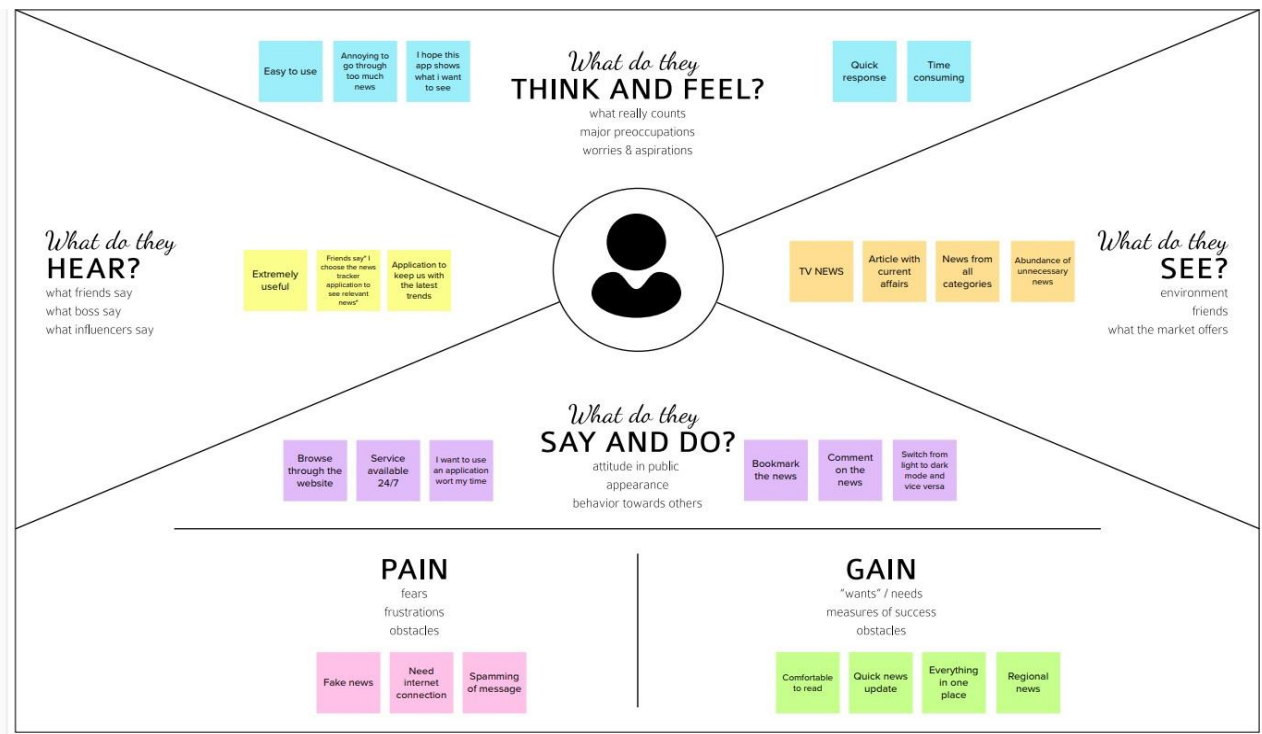 Easy to use
Annoying to
go through
too much
news
I hope this
app shows
what i want
to see
What do they
THINK AND FEEL?
what really counts
major preoccupations
worries & aspirations
Quick
response
Time
consuming
What do they
HEAR?
what friends say
what boss say
what influencers say
Extremely
useful
Friends say" I
choose the news
tracker
application to
see relevant
news"
Application to
keep us with
the latest
trends
TV NEWS
Article with
current
affairs
News from
all
categories
Abundance of
unnecessary
news
What do they
SEE?
environment
friends
what the market offers
What do they
SAY AND DO?
attitude in public
appearance
behavior towards others
Browse
through the
website
Service
available
24/7
I want to use
an application
wort my time
Bookmark
the news
Comment
on the
news
Switch from
light to dark
mode and
vice versa
PAIN
fears
frustrations
obstacles
Fake news
Need
internet
connection
Spamming
of message
GAIN
"wants" / needs
measures of success
obstacles
Comfortable
to read
Quick news
update
Everything
in one
place
Regional
news